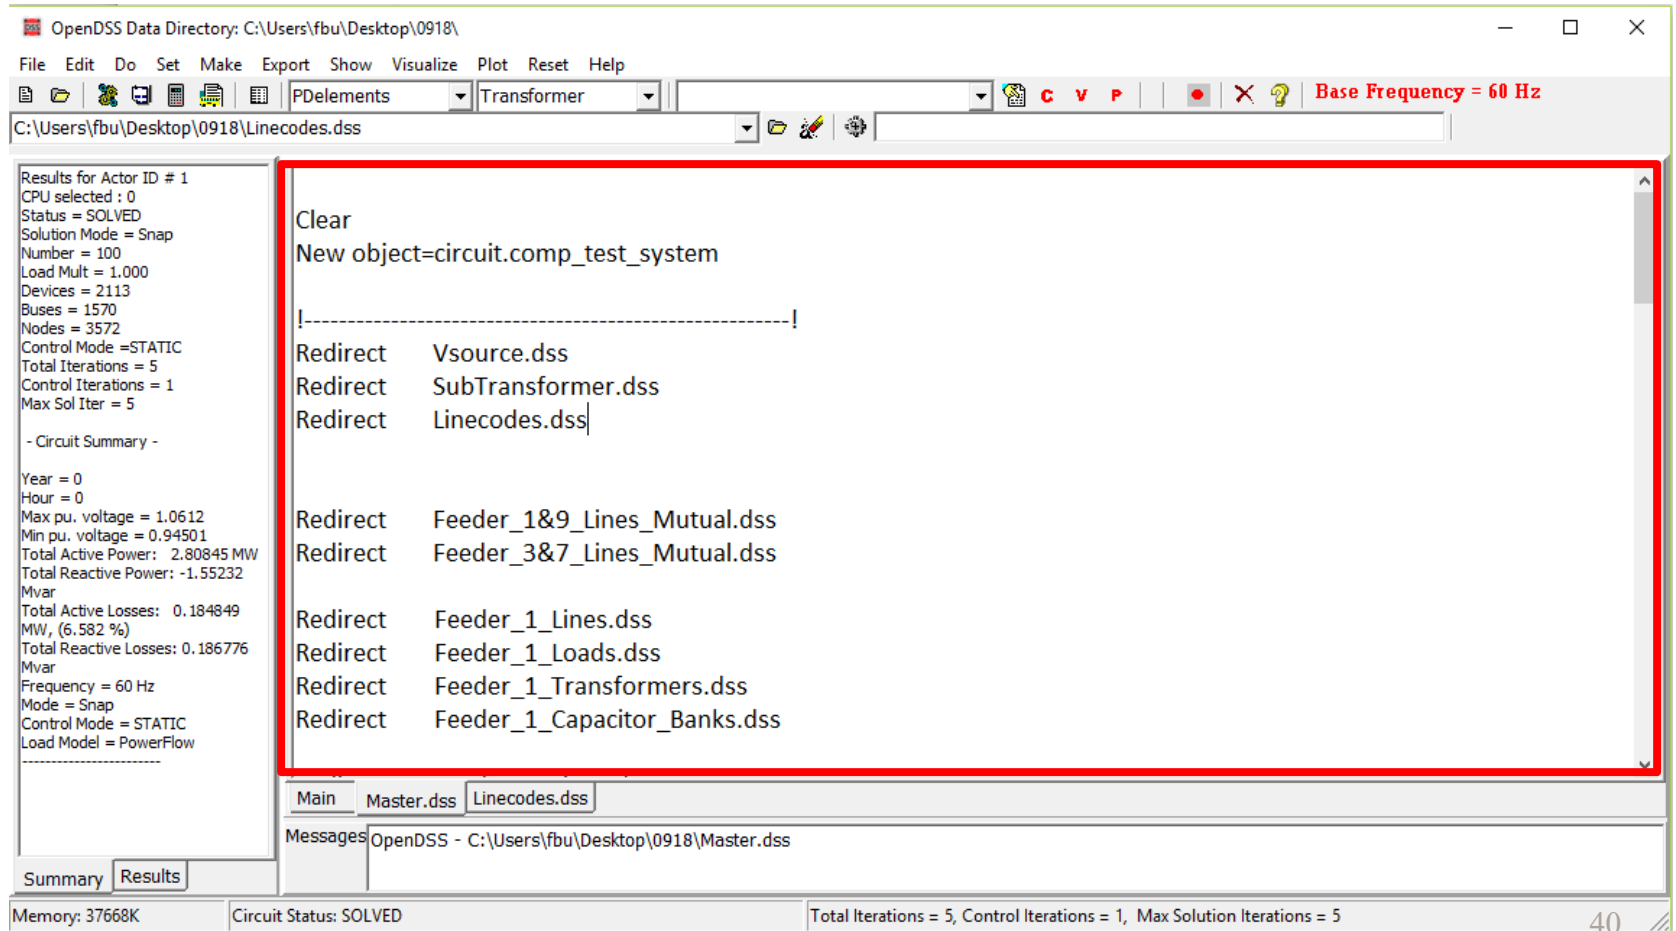 OpenDSS Data Directory: C:\Users\fbu\Desktop\0918\
File Edit Do Set Make Export Show Visualize Plot Reset Help
PDelements Transformer C V P Base Frequency = 60 Hz
C:\Users\fbu\Desktop\0918\Linecodes.dss
Results for Actor ID # 1
CPU selected : 0
Status = SOLVED
Solution Mode = Snap
Number = 100
Load Mult = 1.000
Devices = 2113
Buses = 1570
Nodes = 3572
Control Mode =STATIC
Total Iterations = 5
Control Iterations = 1
Max Sol Iter = 5
- Circuit Summary -
Year = 0
Hour = 0
Max pu. voltage = 1.0612
Min pu. voltage = 0.94501
Total Active Power: 2.80845 MW
Total Reactive Power: -1.55232
Mvar
Total Active Losses: 0.184849
MW, (6.582 %)
Total Reactive Losses: 0.186776
Mvar
Frequency = 60 Hz
Mode = Snap
Control Mode = STATIC
Load Model = PowerFlow
------------------------
Summary Results
Clear
New object=circuit.comp_test_system
!--------------------------------------------------------!
Redirect Vsource.dss
Redirect SubTransformer.dss
Redirect Linecodes.dss
Redirect Feeder_1&9_Lines_Mutual.dss
Redirect Feeder_3&7_Lines_Mutual.dss
Redirect Feeder_1_Lines.dss
Redirect Feeder_1_Loads.dss
Redirect Feeder_1_Transformers.dss
Redirect Feeder_1_Capacitor_Banks.dss
Main Master.dss Linecodes.dss
Messages OpenDSS - C:\Users\fbu\Desktop\0918\Master.dss
Memory: 37668K Circuit Status: SOLVED Total Iterations = 5, Control Iterations = 1, Max Solution Iterations = 5
40